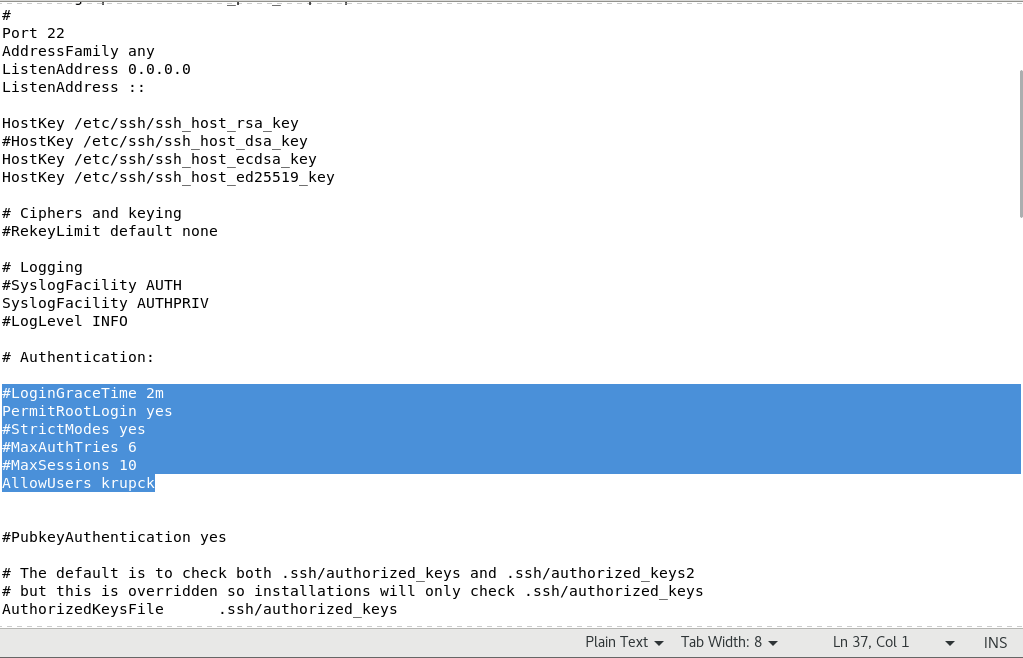 #
Port 22
AddressFamily any
ListenAddress 0.0.0.0
ListenAddress ::
HostKey /etc/ssh/ssh_host_rsa_key
#HostKey /etc/ssh/ssh_host_dsa_key
HostKey /etc/ssh/ssh_host_ecdsa_key
HostKey /etc/ssh/ssh_host_ed25519_key
# Ciphers and keying
#RekeyLimit default none
# Logging
#SyslogFacility AUTH
SyslogFacility AUTHPRIV
#LogLevel INFO
# Authentication:
#LoginGraceTime 2m
PermitRootLogin yes
#StrictModes yes
#MaxAuthTries 6
#MaxSessions 10
AllowUsers krupck
#PubkeyAuthentication yes
# The default is to check both .ssh/authorized_keys and .ssh/authorized_keys2
# but this is overridden so installations will only check .ssh/authorized_keys
AuthorizedKeysFile      .ssh/authorized_keys
Plain Text Tab Width: 8 Ln 37, Col 1 INS